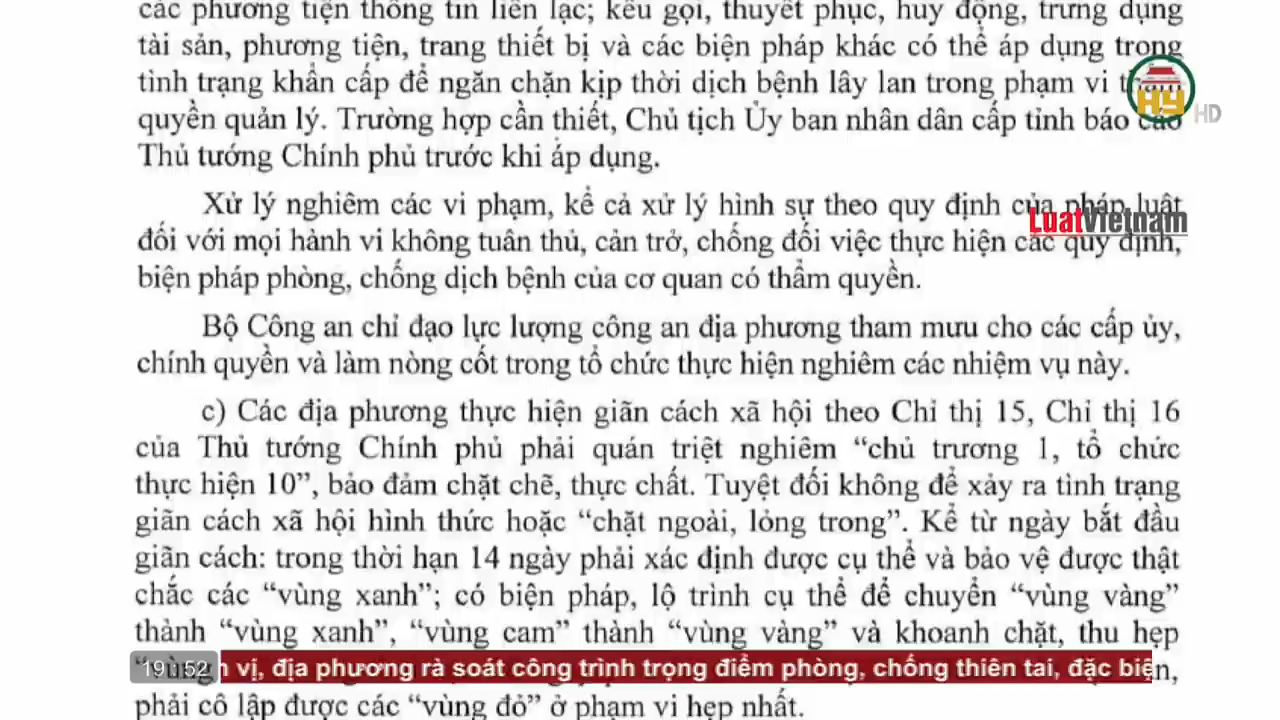 các phương tiện thông tin liên lạc; kêu gọi, thuyết phục, huy động, trưng dụng
tài sản, phương tiện, trang thiết bị và các biện pháp khác có thể áp dụng trong
tình trạng khẩn cấp để ngăn chặn kịp thời dịch bệnh lây lan trong phạm vi thẩm
quyền quản lý. Trường hợp cần thiết, Chủ tịch Ủy ban nhân dân cấp tỉnh báo cáo
HY HD
Thủ tướng Chính phủ trước khi áp dụng.
Xử lý nghiêm các vi phạm, kể cả xử lý hình sự theo quy định của pháp luật
LuatVietnam
đối với mọi hành vi không tuân thủ, cản trở, chống đối việc thực hiện các quy định,
biện pháp phòng, chống dịch bệnh của cơ quan có thẩm quyền.
Bộ Công an chỉ đạo lực lượng công an địa phương tham mưu cho các cấp ủy,
chính quyền và làm nòng cốt trong tổ chức thực hiện nghiêm các nhiệm vụ này.
c) Các địa phương thực hiện giãn cách xã hội theo Chỉ thị 15, Chỉ thị 16
của Thủ tướng Chính phủ phải quán triệt nghiêm “chủ trương 1, tổ chức
thực hiện 10”, bảo đảm chặt chẽ, thực chất. Tuyệt đối không để xảy ra tình trạng
giãn cách xã hội hình thức hoặc “chặt ngoài, lỏng trong”. Kể từ ngày bắt đầu
giãn cách: trong thời hạn 14 ngày phải xác định được cụ thể và bảo vệ được thật
chắc các “vùng xanh”; có biện pháp, lộ trình cụ thể để chuyển “vùng vàng”
thành “vùng xanh”, “vùng cam” thành “vùng vàng” và khoanh chặt, thu hẹp
19:52 vị, địa phương rà soát công trình trọng điểm phòng, chống thiên tai, đặc biệ
phải cô lập được các “vùng đỏ” ở phạm vi hẹp nhất.